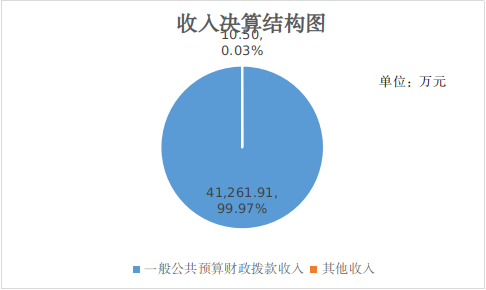 收入决算结构图
10.50,
0.03%
单位：万元
41,261.91,
99.97%
一般公共预算财政拨款收入 其他收入